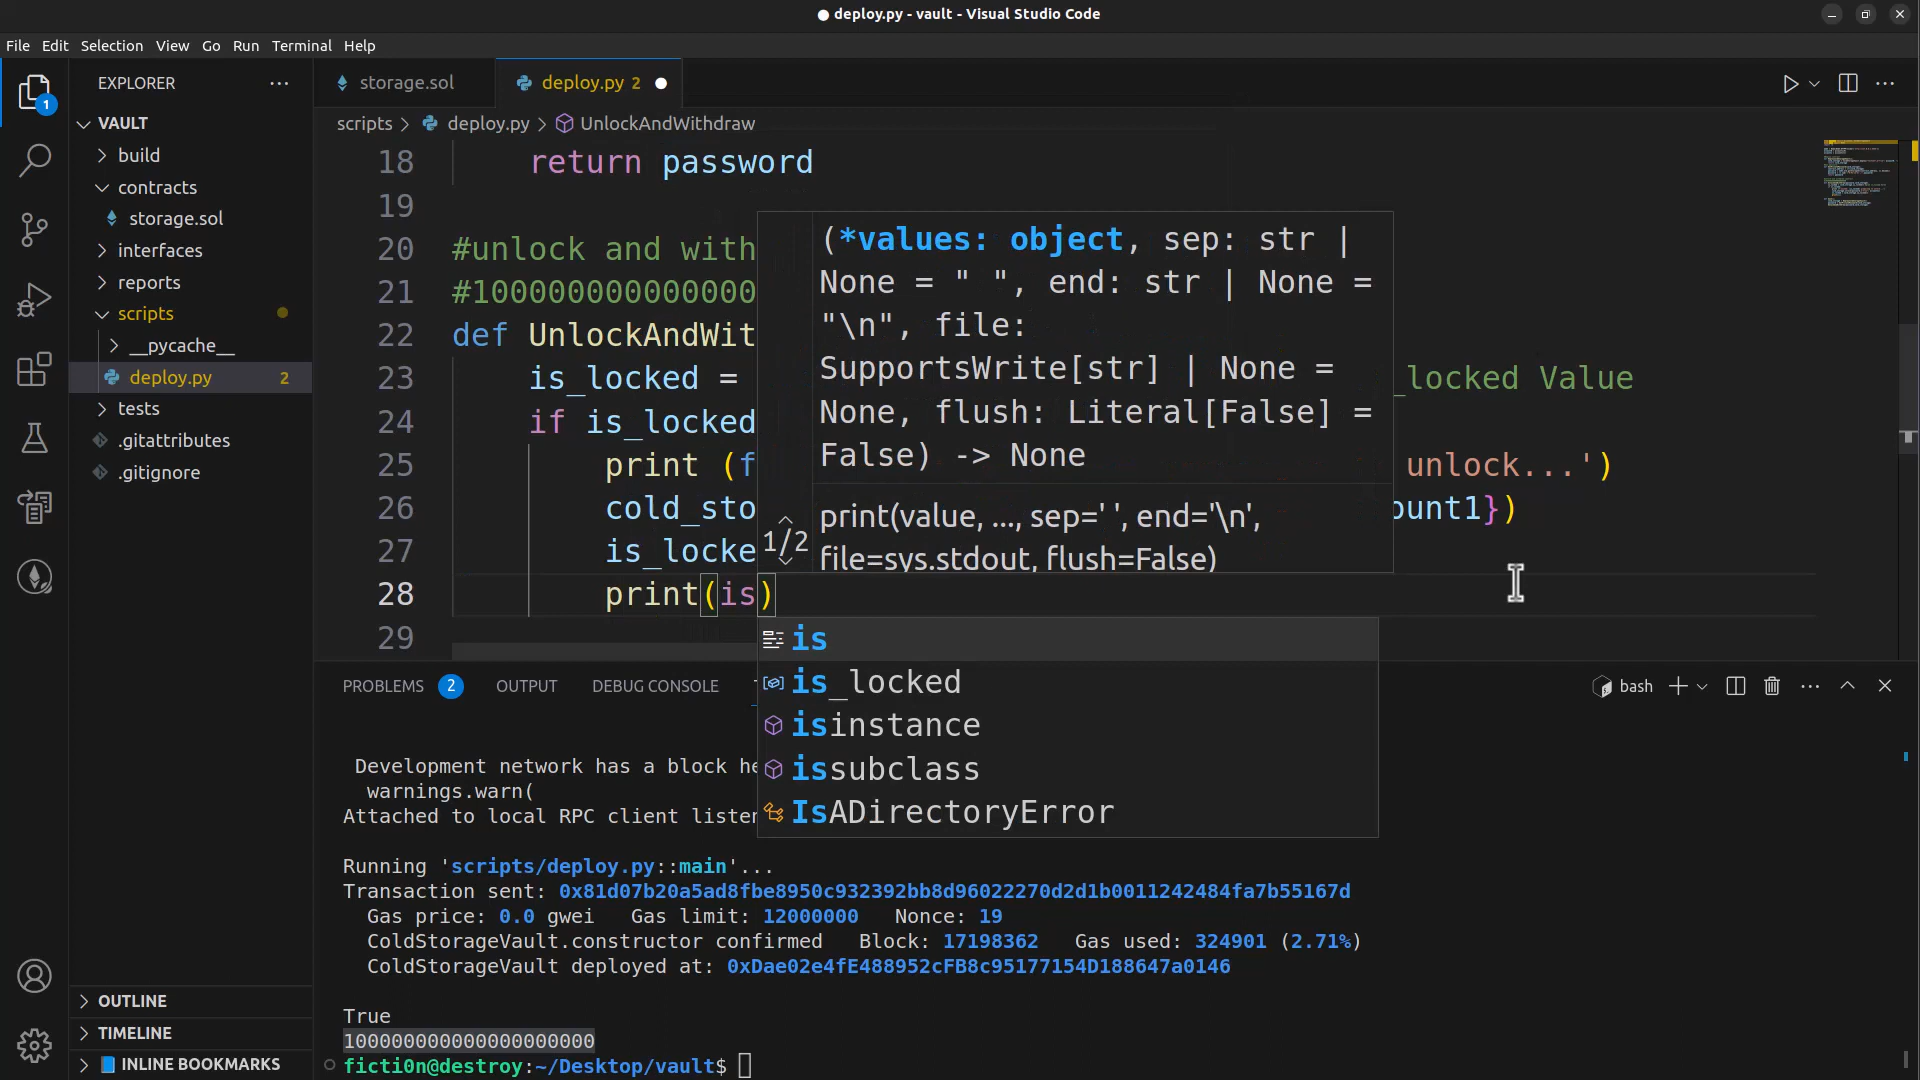 deploy.py - vault - Visual Studio Code
File Edit Selection View Go Run Terminal Help
1
EXPLORER
VAULT
build
contracts
storage.sol
interfaces
reports
scripts
__pycache__
deploy.py 2
tests
.gitattributes
.gitignore
OUTLINE
TIMELINE
INLINE BOOKMARKS
storage.sol
deploy.py 2
scripts > deploy.py > UnlockAndWithdraw
18 return password
19
20 #unlock and with
21 #10000000000000
22 def UnlockAndWit
23 is_locked = _locked Value
24 if is_locked
25 print (f unlock...')
26 cold_sto ount1})
27 is_locke
28 print(is)
29
(*values: object, sep: str |
None = " ", end: str | None =
"\n", file:
SupportsWrite[str] | None =
None, flush: Literal[False] =
False) -> None
1/2
print(value, ..., sep=' ', end='\n',
file=sys.stdout, flush=False)
is
is_locked
isinstance
issubclass
IsADirectoryError
PROBLEMS 2 OUTPUT DEBUG CONSOLE
bash
Development network has a block he
warnings.warn(
Attached to local RPC client listen
Running 'scripts/deploy.py::main'...
Transaction sent: 0x81d07b20a5ad8fbe8950c932392bb8d96022270d2d1b0011242484fa7b55167d
Gas price: 0.0 gwei Gas limit: 12000000 Nonce: 19
ColdStorageVault.constructor confirmed Block: 17198362 Gas used: 324901 (2.71%)
ColdStorageVault deployed at: 0xDae02e4fE488952cFB8c95177154D188647a0146
True
100000000000000000000
ficti0n@destroy:~/Desktop/vault$